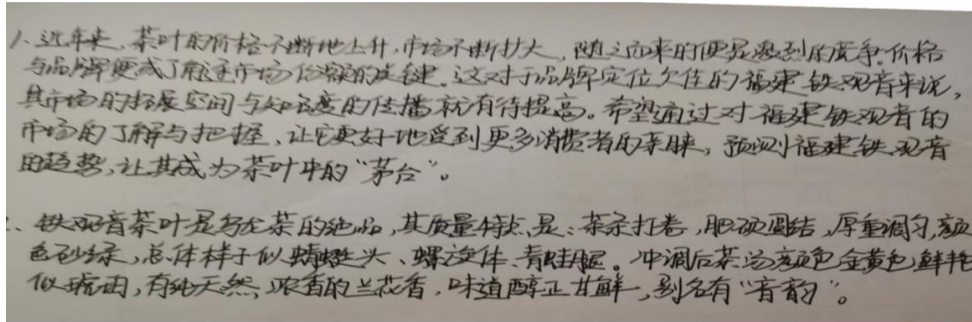 1、近年来,茶叶的价格不断地上升,市场不断扩大,随之而来的便是激烈的竞争。价格
与品牌便成了能否市场份额的关键。这对于品牌定位欠佳的福建铁观音来说,
其市场的拓展空间与知名度的传播就有待提高。希望通过对福建铁观音的
市场的了解与把握,让它更好地受到更多消费者的亲睐,预测福建铁观音
的趋势,让其成为茶叶中的“茅台”。
2、铁观音茶叶是乌龙茶的绝品,其质量特点是:茶条打卷,肥硕圆结,厚重调匀,颜
色砂绿,总体样子似蜻蜓头、螺旋体、青蛙腿。冲调后茶汤颜色金黄色鲜艳
似琥珀,有纯天然浓香的兰花香,味道醇正甘鲜,别名有“音韵”。